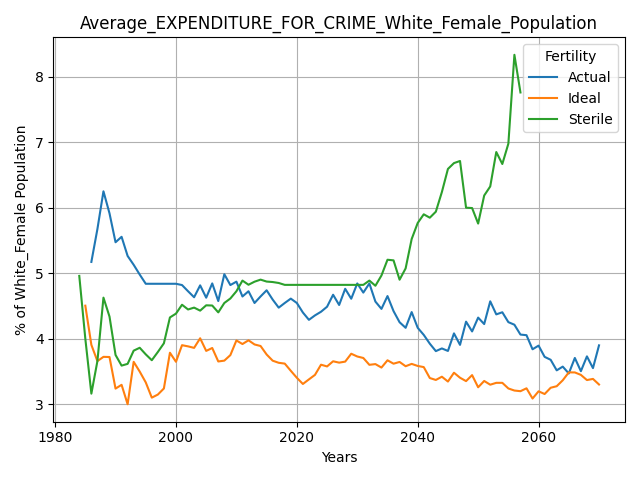 Average_EXPENDITURE_FOR_CRIME_White_Female_Population
Fertility
Actual
Ideal
Sterile
% of White_Female Population
8
7
6
5
4
3
1980 2000 2020 2040 2060
Years